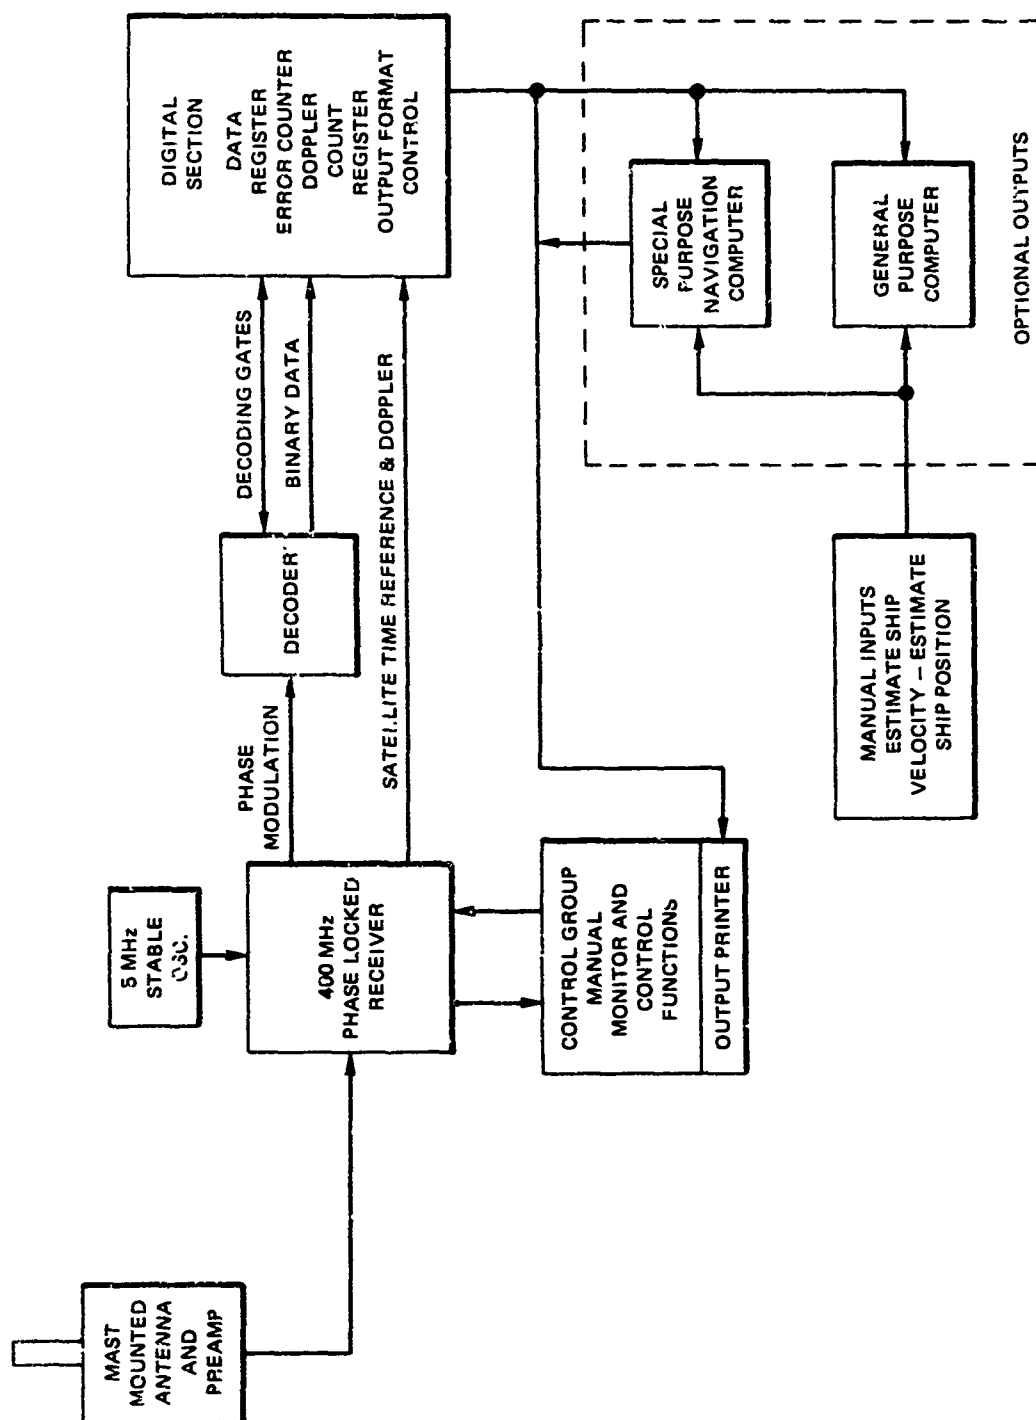 MAST
MOUNTED
ANTENNA
AND
PREAMP
5 MHz
STABLE
OSC.
400 MHz
PHASE LOCKED
RECEIVER
CONTROL GROUP
MANUAL
MONITOR AND
CONTROL
FUNCTIONS
OUTPUT PRINTER
PHASE
MODULATION
DECODER
SATELLITE TIME REFERENCE & DOPPLER
DECODING GATES
BINARY DATA
DIGITAL
SECTION
DATA
REGISTER
ERROR COUNTER
DOPPLER
COUNT
REGISTER
OUTPUT FORMAT
CONTROL
MANUAL INPUTS
ESTIMATE SHIP
VELOCITY – ESTIMATE
SHIP POSITION
SPECIAL
PURPOSE
NAVIGATION
COMPUTER
GENERAL
PURPOSE
COMPUTER
OPTIONAL OUTPUTS